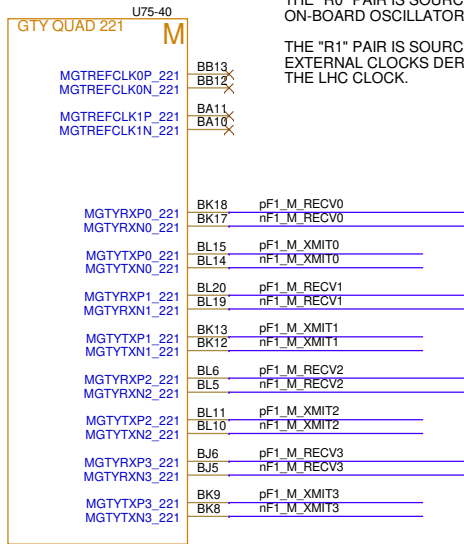 THE "R0" PAIR IS SOURC
ON-BOARD OSCILLATOR
U75-40
GTY QUAD 221
M
THE "R1" PAIR IS SOURC
EXTERNAL CLOCKS DER
THE LHC CLOCK.
MGTREFCLK0P_221 BB13
MGTREFCLK0N_221 BB12
MGTREFCLK1P_221 BA11
MGTREFCLK1N_221 BA10
MGTYRXP0_221 BK18 pF1_M_RECV0
MGTYRXN0_221 BK17 nF1_M_RECV0
MGTYTXP0_221 BL15 pF1_M_XMIT0
MGTYTXN0_221 BL14 nF1_M_XMIT0
MGTYRXP1_221 BL20 pF1_M_RECV1
MGTYRXN1_221 BL19 nF1_M_RECV1
MGTYTXP1_221 BK13 pF1_M_XMIT1
MGTYTXN1_221 BK12 nF1_M_XMIT1
MGTYRXP2_221 BL6 pF1_M_RECV2
MGTYRXN2_221 BL5 nF1_M_RECV2
MGTYTXP2_221 BL11 pF1_M_XMIT2
MGTYTXN2_221 BL10 nF1_M_XMIT2
MGTYRXP3_221 BJ6 pF1_M_RECV3
MGTYRXN3_221 BJ5 nF1_M_RECV3
MGTYTXP3_221 BK9 pF1_M_XMIT3
MGTYTXN3_221 BK8 nF1_M_XMIT3